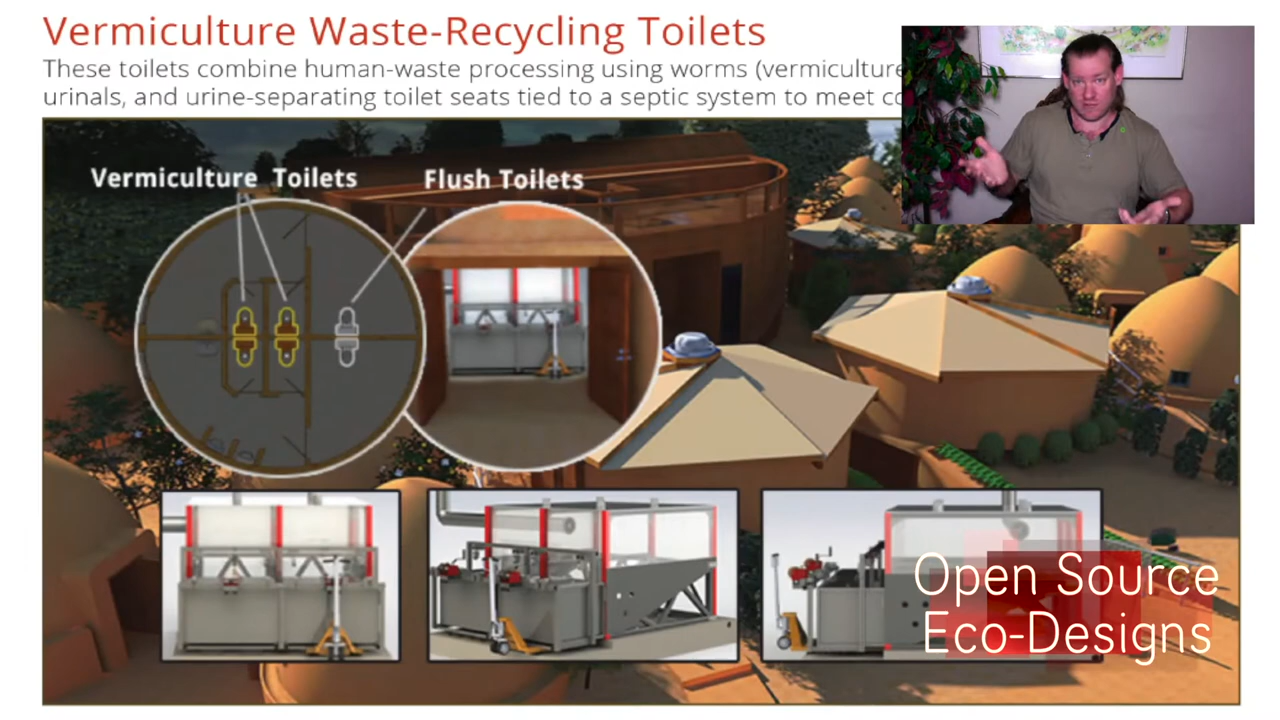 Vermiculture Waste-Recycling Toilets
These toilets combine human-waste processing using worms (vermiculture
urinals, and urine-separating toilet seats tied to a septic system to meet
Vermiculture Toilets
Flush Toilets
Open Source
Eco-Designs